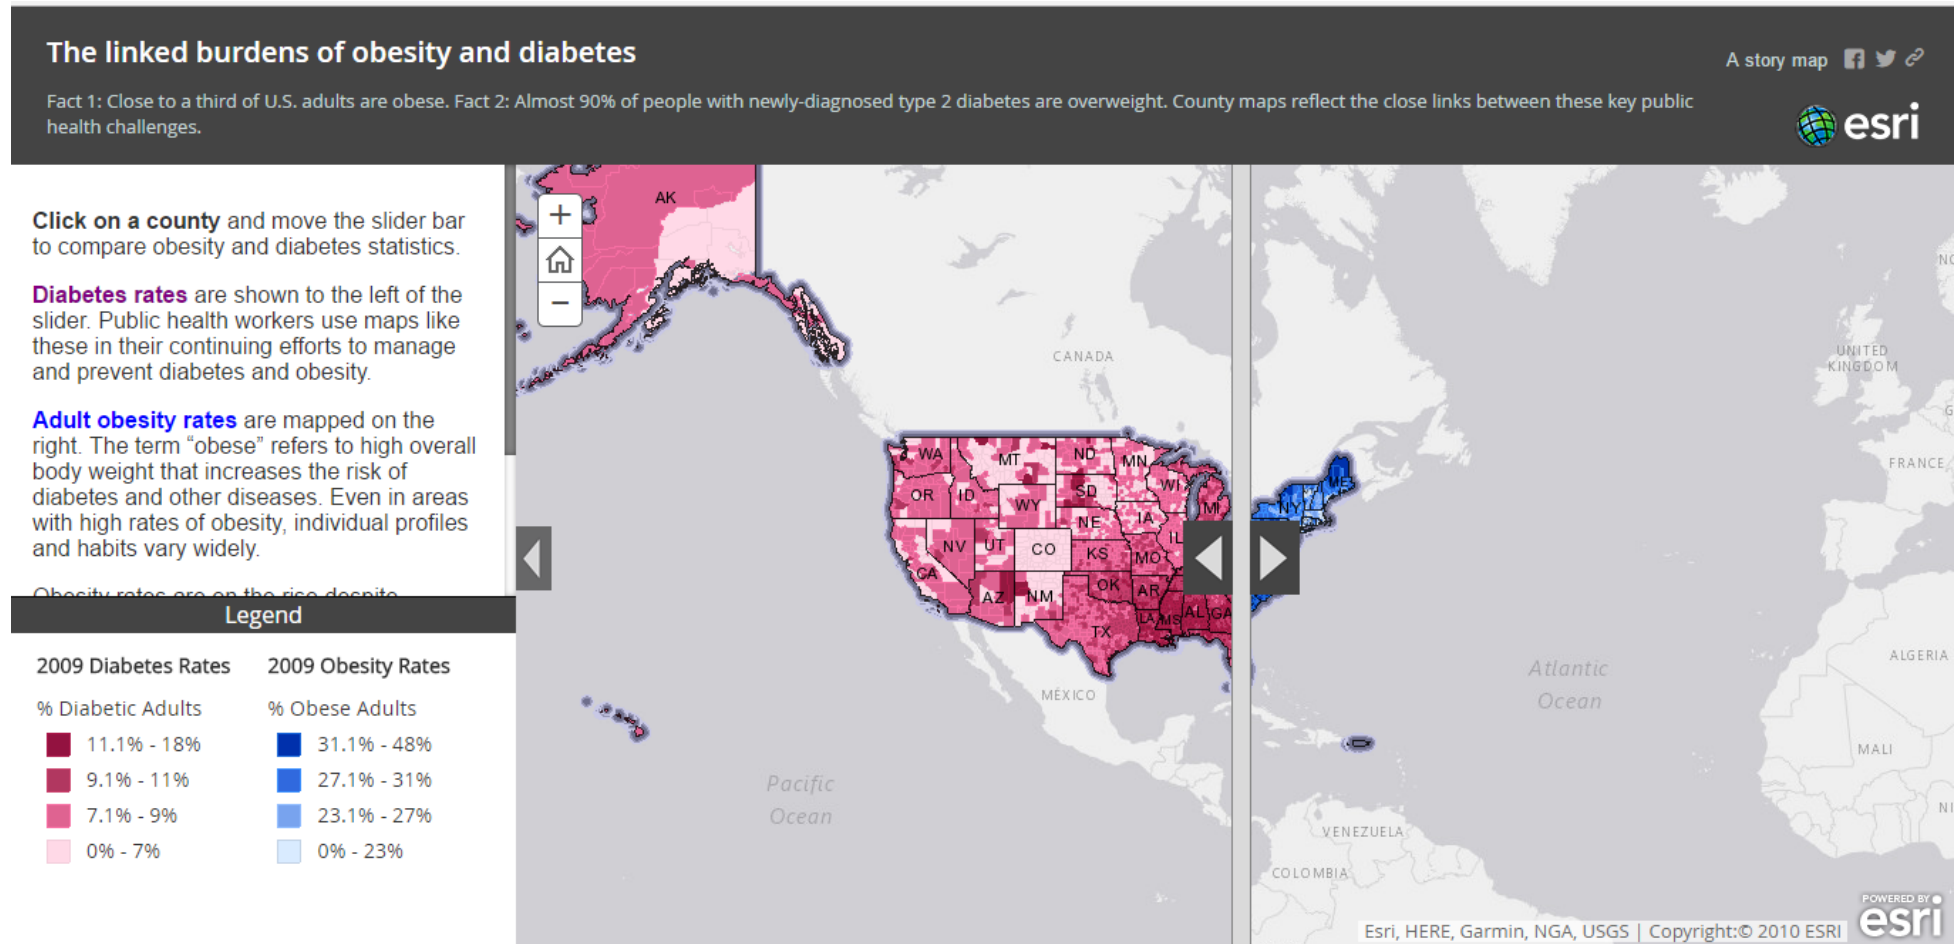 The linked burdens of obesity and diabetes
A story map
Fact 1: Close to a third of U.S. adults are obese. Fact 2: Almost 90% of people with newly-diagnosed type 2 diabetes are overweight. County maps reflect the close links between these key public
health challenges.
esri
Click on a county and move the slider bar
to compare obesity and diabetes statistics.
Diabetes rates are shown to the left of the
slider. Public health workers use maps like
these in their continuing efforts to manage
and prevent diabetes and obesity.
Adult obesity rates are mapped on the
right. The term “obese” refers to high overall
body weight that increases the risk of
diabetes and other diseases. Even in areas
with high rates of obesity, individual profiles
and habits vary widely.
Obesity rates are on the rise despite
Legend
2009 Diabetes Rates
% Diabetic Adults
11.1% - 18%
9.1% - 11%
7.1% - 9%
0% - 7%
2009 Obesity Rates
% Obese Adults
31.1% - 48%
27.1% - 31%
23.1% - 27%
0% - 23%
+
−
AK
CANADA
UNITED
KINGDOM
FRANCE
WA
MT
ND
MN
OR
ID
SD
WI
MI
WY
NE
IA
NY
ME
NV
UT
CO
KS
MO
IL
CA
AZ
NM
OK
AR
TX
LA
MS
AL
GA
MÉXICO
Atlantic
Ocean
ALGERIA
MALI
NI
Pacific
Ocean
VENEZUELA
COLOMBIA
Esri, HERE, Garmin, NGA, USGS | Copyright:© 2010 ESRI
POWERED BY
esri